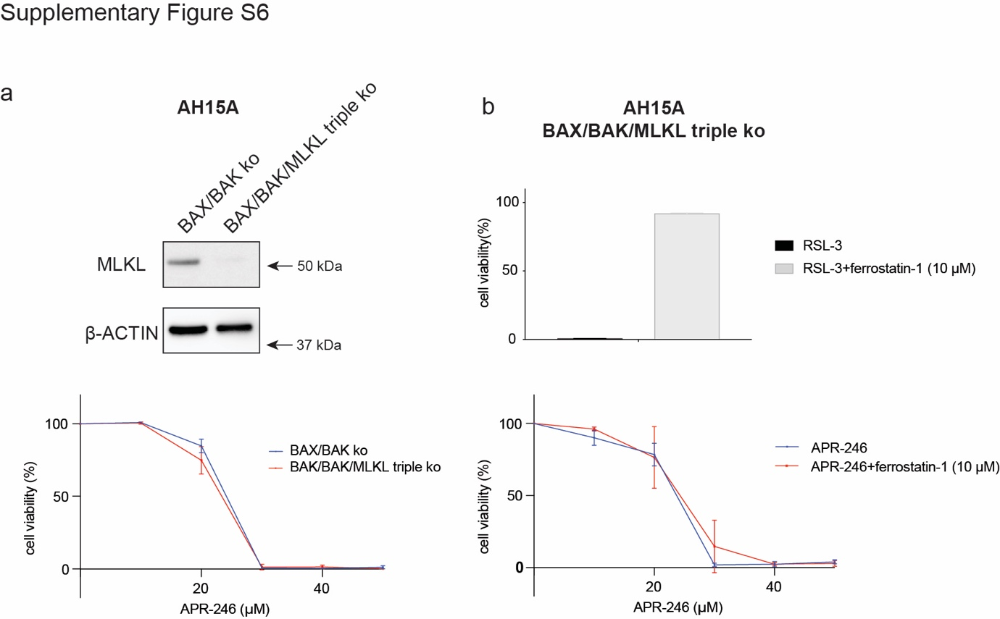 Supplementary Figure S6
a
AH15A
BAX/BAK ko
BAX/BAK/MLKL triple ko
MLKL
50 kDa
β-ACTIN
37 kDa
100
50
0
20
40
cell viability (%)
APR-246 (µM)
BAX/BAK ko
BAK/BAK/MLKL triple ko
b
AH15A
BAX/BAK/MLKL triple ko
100
50
0
cell viability(%)
RSL-3
RSL-3+ferrostatin-1 (10 µM)
100
50
0
20
40
cell viability (%)
APR-246 (µM)
APR-246
APR-246+ferrostatin-1 (10 µM)